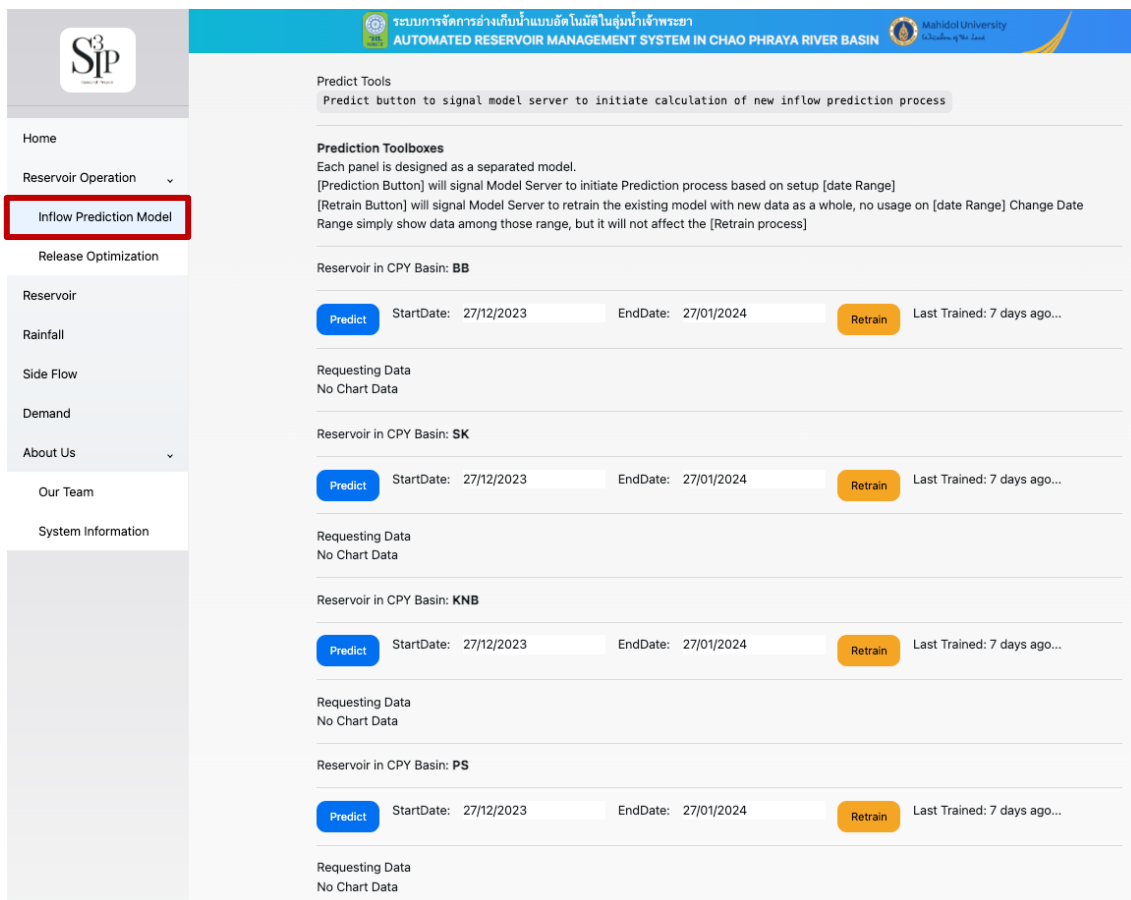 S3IP
ระบบการจัดการอ่างเก็บน้ำแบบอัตโนมัติในลุ่มน้ำเจ้าพระยา
AUTOMATED RESERVOIR MANAGEMENT SYSTEM IN CHAO PHRAYA RIVER BASIN
Mahidol University
Wisdom of the Land
Home
Reservoir Operation
Inflow Prediction Model
Release Optimization
Reservoir
Rainfall
Side Flow
Demand
About Us
Our Team
System Information
Predict Tools
Predict button to signal model server to initiate calculation of new inflow prediction process
Prediction Toolboxes
Each panel is designed as a separated model.
[Prediction Button] will signal Model Server to initiate Prediction process based on setup [date Range]
[Retrain Button] will signal Model Server to retrain the existing model with new data as a whole, no usage on [date Range] Change Date
Range simply show data among those range, but it will not affect the [Retrain process]
Reservoir in CPY Basin: BB
Predict StartDate: 27/12/2023 EndDate: 27/01/2024 Retrain Last Trained: 7 days ago...
Requesting Data
No Chart Data
Reservoir in CPY Basin: SK
Predict StartDate: 27/12/2023 EndDate: 27/01/2024 Retrain Last Trained: 7 days ago...
Requesting Data
No Chart Data
Reservoir in CPY Basin: KNB
Predict StartDate: 27/12/2023 EndDate: 27/01/2024 Retrain Last Trained: 7 days ago...
Requesting Data
No Chart Data
Reservoir in CPY Basin: PS
Predict StartDate: 27/12/2023 EndDate: 27/01/2024 Retrain Last Trained: 7 days ago...
Requesting Data
No Chart Data